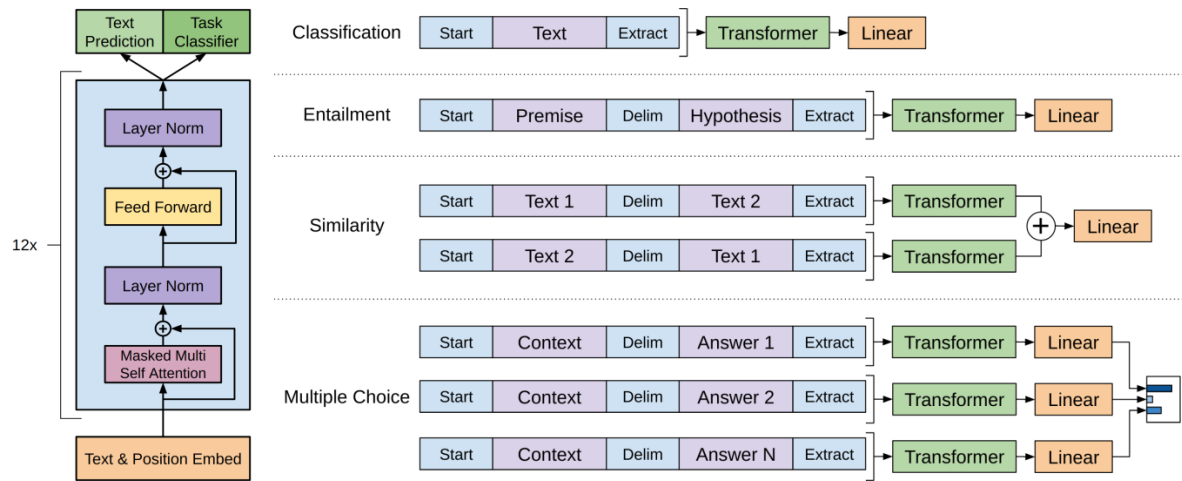 Text
Prediction
Task
Classifier
12x
Layer Norm
Feed Forward
Layer Norm
Masked Multi
Self Attention
Text & Position Embed
Classification Start Text Extract Transformer Linear
Entailment Start Premise Delim Hypothesis Extract Transformer Linear
Similarity
Start Text 1 Delim Text 2 Extract Transformer
Start Text 2 Delim Text 1 Extract Transformer
Linear
Multiple Choice
Start Context Delim Answer 1 Extract Transformer Linear
Start Context Delim Answer 2 Extract Transformer Linear
Start Context Delim Answer N Extract Transformer Linear